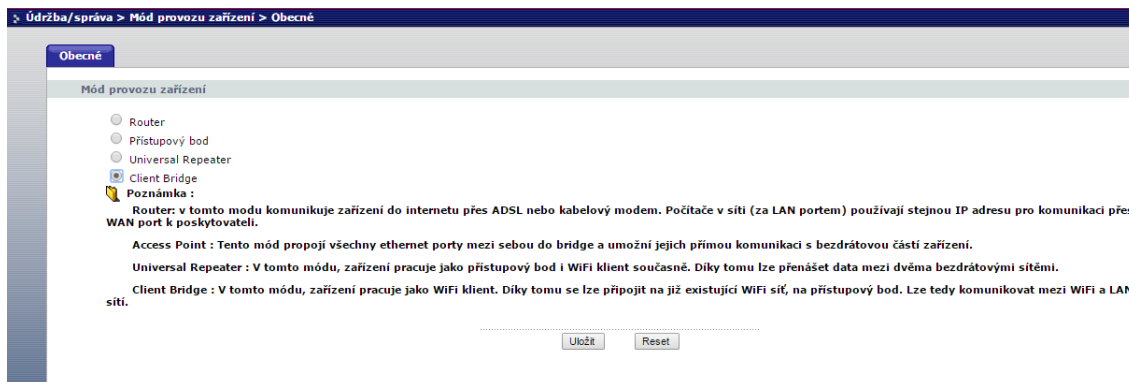 Údržba/správa > Mód provozu zařízení > Obecné
Obecné
Mód provozu zařízení
Router
Přístupový bod
Universal Repeater
Client Bridge
Poznámka :
Router: v tomto modu komunikuje zařízení do internetu přes ADSL nebo kabelový modem. Počítače v síti (za LAN portem) používají stejnou IP adresu pro komunikaci přes
WAN port k poskytovateli.
Access Point : Tento mód propojí všechny ethernet porty mezi sebou do bridge a umožní jejich přímou komunikaci s bezdrátovou částí zařízení.
Universal Repeater : V tomto módu, zařízení pracuje jako přístupový bod i WiFi klient současně. Díky tomu lze přenášet data mezi dvěma bezdrátovými sítěmi.
Client Bridge : V tomto módu, zařízení pracuje jako WiFi klient. Díky tomu se lze připojit na již existující WiFi síť, na přístupový bod. Lze tedy komunikovat mezi WiFi a LAN
sítí.
Uložit Reset